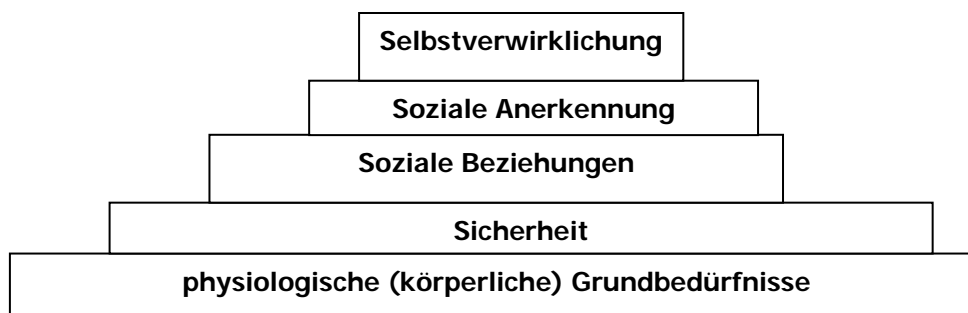 Selbstverwirklichung
Soziale Anerkennung
Soziale Beziehungen
Sicherheit
physiologische (körperliche) Grundbedürfnisse